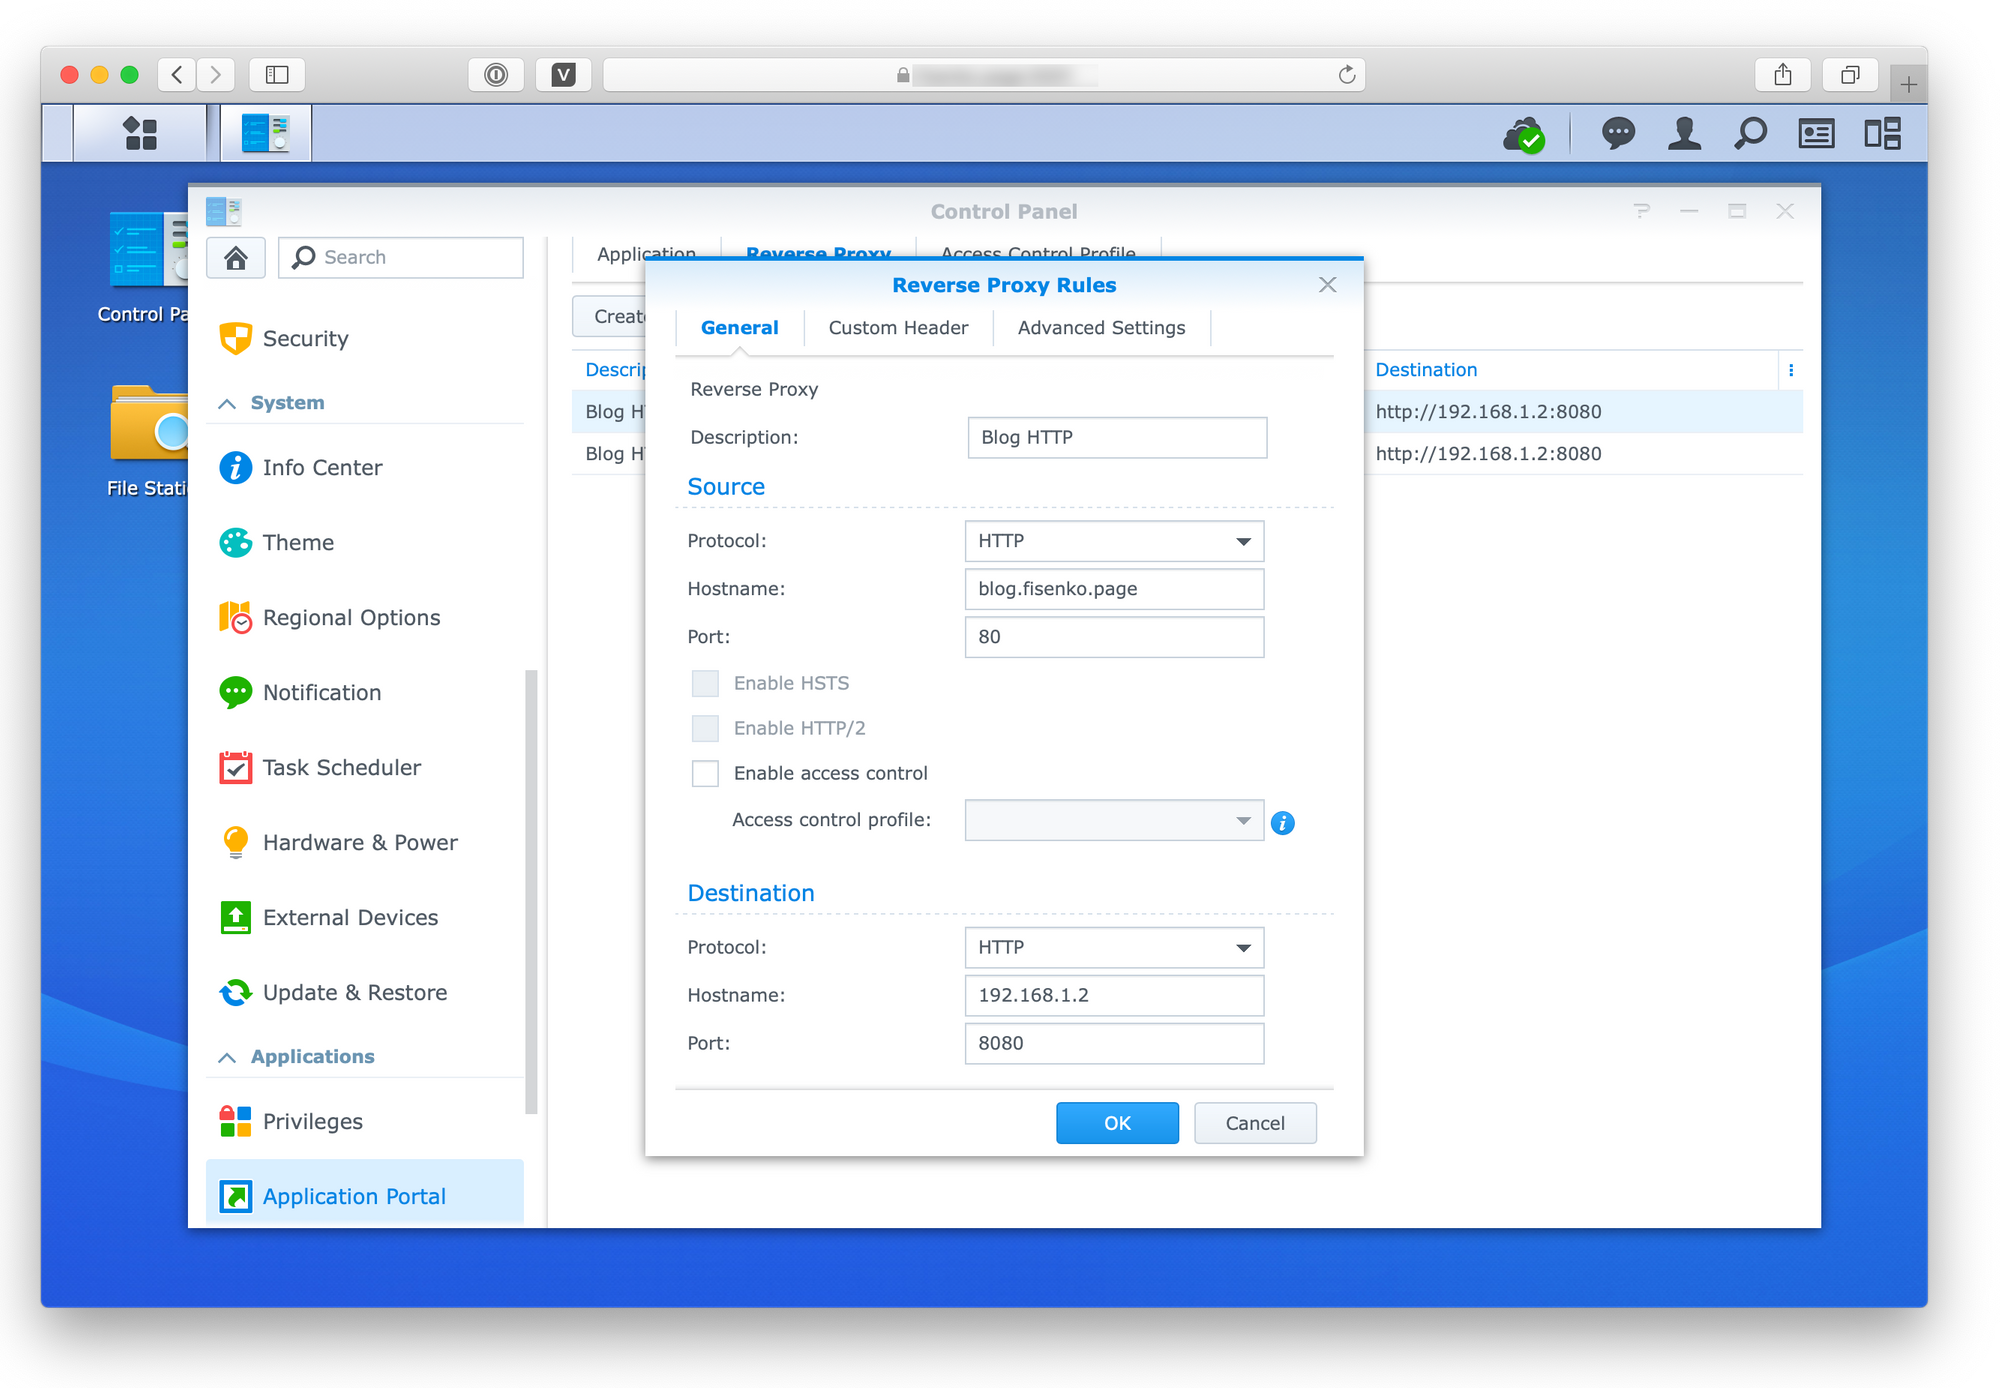 Control Pa
File Stati
Control Panel
Search
Security
System
Info Center
Theme
Regional Options
Notification
Task Scheduler
Hardware & Power
External Devices
Update & Restore
Applications
Privileges
Application Portal
Application
Reverse Proxy
Access Control Profile
Create
Descrip
Destination
Blog H
http://192.168.1.2:8080
Blog H
http://192.168.1.2:8080
Reverse Proxy Rules
General
Custom Header
Advanced Settings
Reverse Proxy
Description:
Blog HTTP
Source
Protocol:
HTTP
Hostname:
blog.fisenko.page
Port:
80
Enable HSTS
Enable HTTP/2
Enable access control
Access control profile:
Destination
Protocol:
HTTP
Hostname:
192.168.1.2
Port:
8080
OK
Cancel